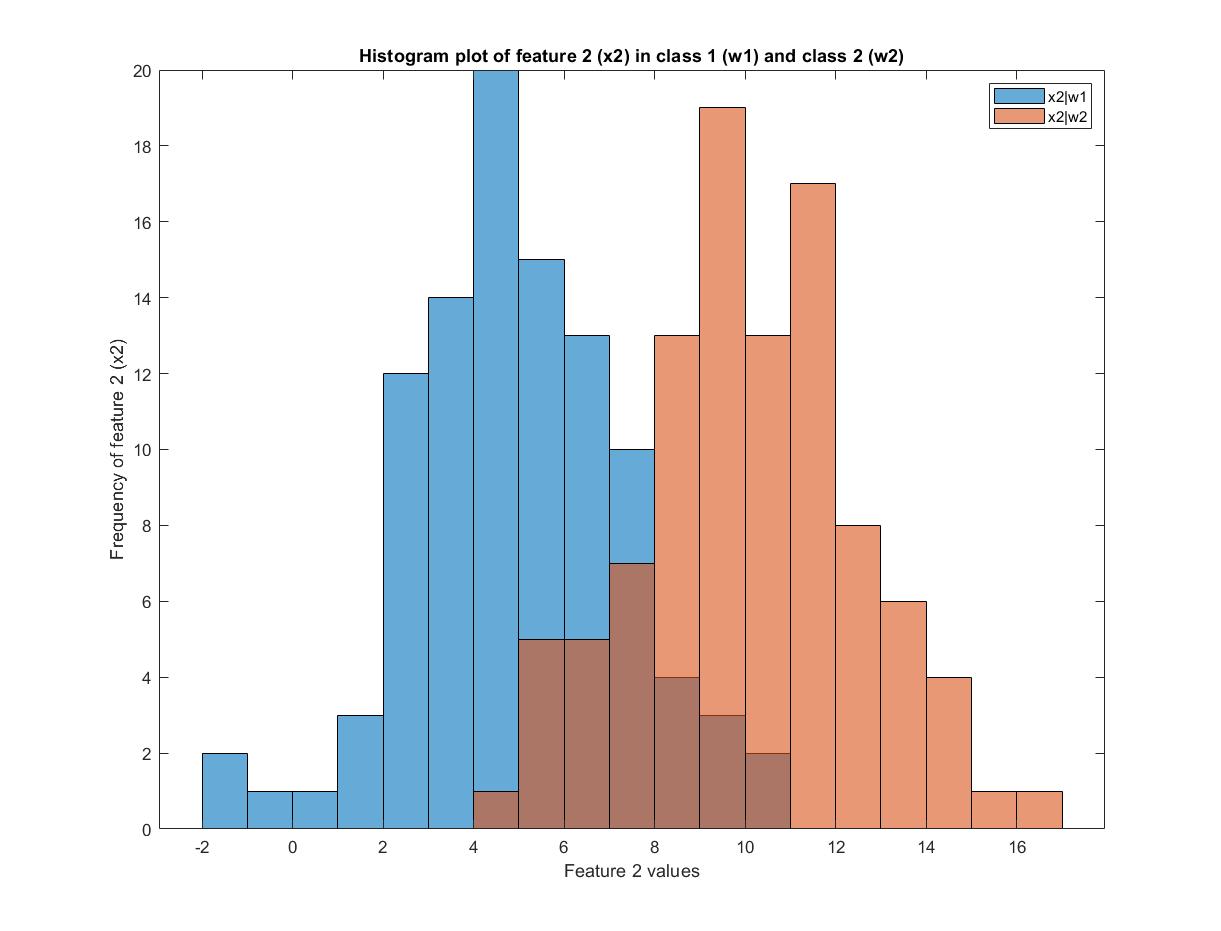 Histogram plot of feature 2 (x2) in class 1 (w1) and class 2 (w2)
x2|w1
x2|w2
Frequency of feature 2 (x2)
20
18
16
14
12
10
8
6
4
2
0
-2 0 2 4 6 8 10 12 14 16
Feature 2 values